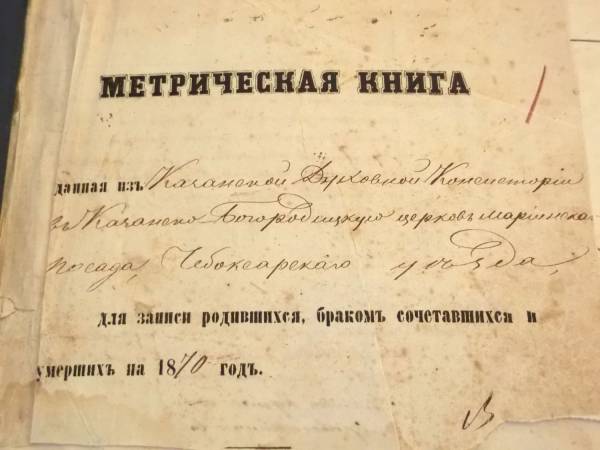 МЕТРИЧЕСКАЯ КНИГА
данная изъ Казанской Духовной Консисторіи
въ Казанско Богородицкую церковь Маріинска
посада, Чебоксарскаго уѣзда,
для записи родившихся, бракомъ сочетавшихся и
умершихъ на 1870 годъ.